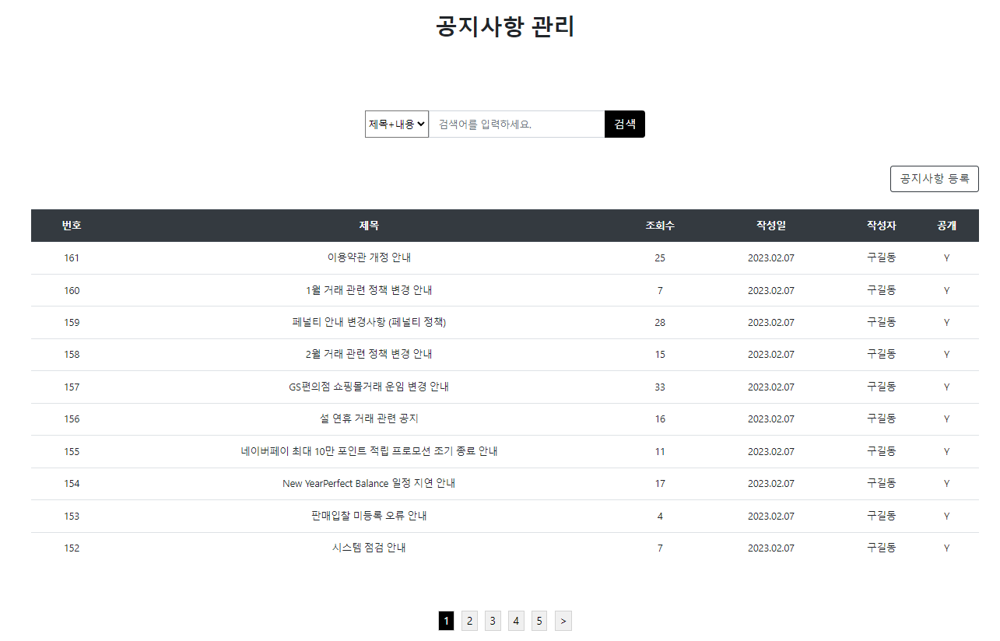 공지사항 관리
제목+내용 검색어를 입력하세요. 검색
공지사항 등록
번호 제목 조회수 작성일 작성자 공개
161 이용약관 개정 안내 25 2023.02.07 구길동 Y
160 1월 거래 관련 정책 변경 안내 7 2023.02.07 구길동 Y
159 페널티 안내 변경사항 (페널티 정책) 28 2023.02.07 구길동 Y
158 2월 거래 관련 정책 변경 안내 15 2023.02.07 구길동 Y
157 GS편의점 쇼핑몰거래 운임 변경 안내 33 2023.02.07 구길동 Y
156 설 연휴 거래 관련 공지 16 2023.02.07 구길동 Y
155 네이버페이 최대 10만 포인트 적립 프로모션 조기 종료 안내 11 2023.02.07 구길동 Y
154 New YearPerfect Balance 일정 지연 안내 17 2023.02.07 구길동 Y
153 판매입찰 미등록 오류 안내 4 2023.02.07 구길동 Y
152 시스템 점검 안내 7 2023.02.07 구길동 Y
1 2 3 4 5 >